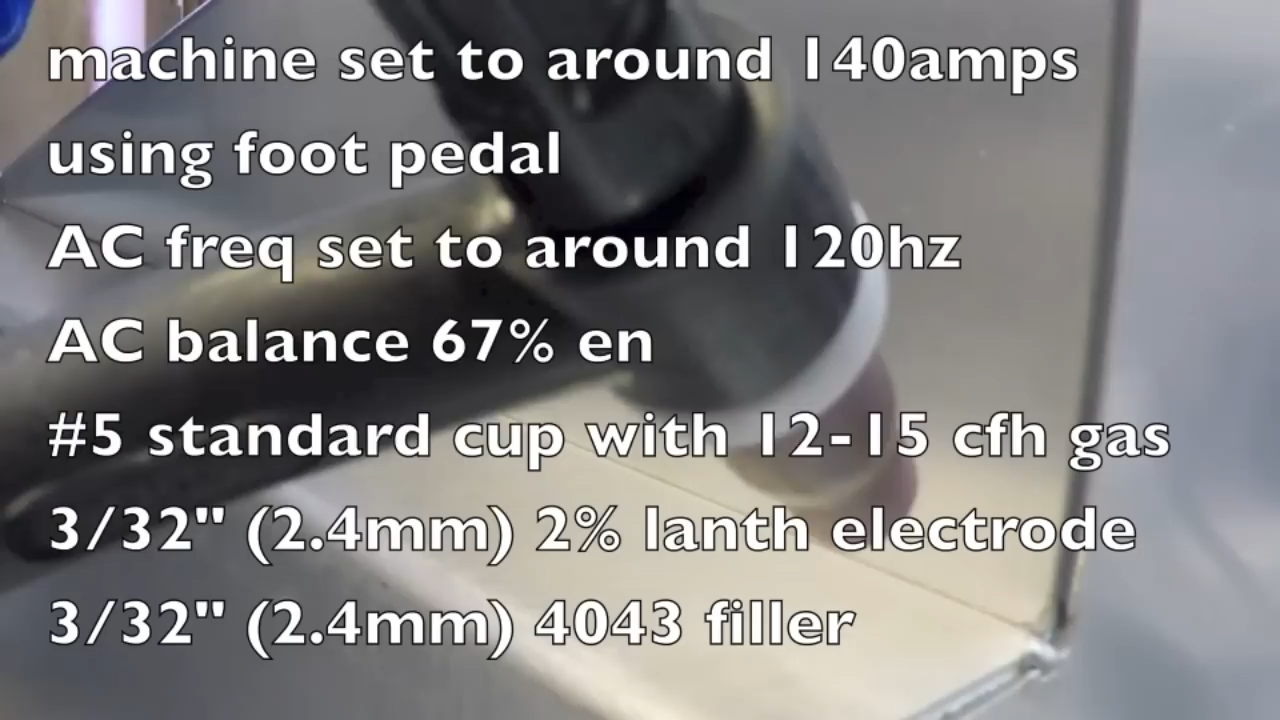 machine set to around 140amps
using foot pedal
AC freq set to around 120hz
AC balance 67% en
#5 standard cup with 12-15 cfh gas
3/32" (2.4mm) 2% lanth electrode
3/32" (2.4mm) 4043 filler